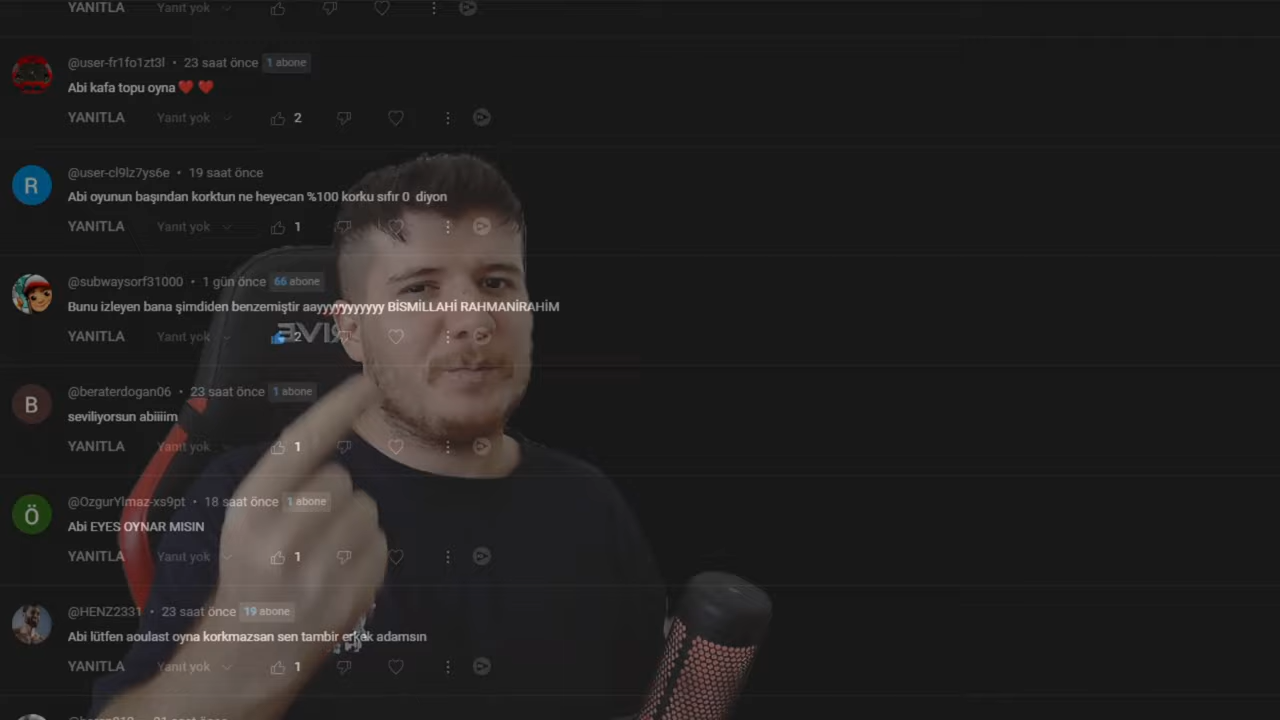 YANITLA Yanıt yok
@user-fr1fo1zt3l • 23 saat önce 1 abone
Abi kafa topu oyna❤️ ❤️
YANITLA Yanıt yok 2
R
@user-cl9lz7ys6e • 19 saat önce
Abi oyunun başından korktun ne heyecan %100 korku sıfır 0 diyon
YANITLA Yanıt yok 1
@subwaysorf31000 • 1 gün önce 66 abone
Bunu izleyen bana şimdiden benzemiştir aayyyyyyyyyy BİSMİLLAHİ RAHMANİRAHİM
YANITLA Yanıt yok 2
B
@beraterdogan06 • 23 saat önce 1 abone
seviliyorsun abiiiim
YANITLA Yanıt yok 1
Ö
@OzgurYlmaz-xs9pt • 18 saat önce 1 abone
Abi EYES OYNAR MISIN
YANITLA Yanıt yok 1
@HENZ2331 • 23 saat önce 19 abone
Abi lütfen aoulast oyna korkmazsan sen tambir erkek adamsın
YANITLA Yanıt yok 1